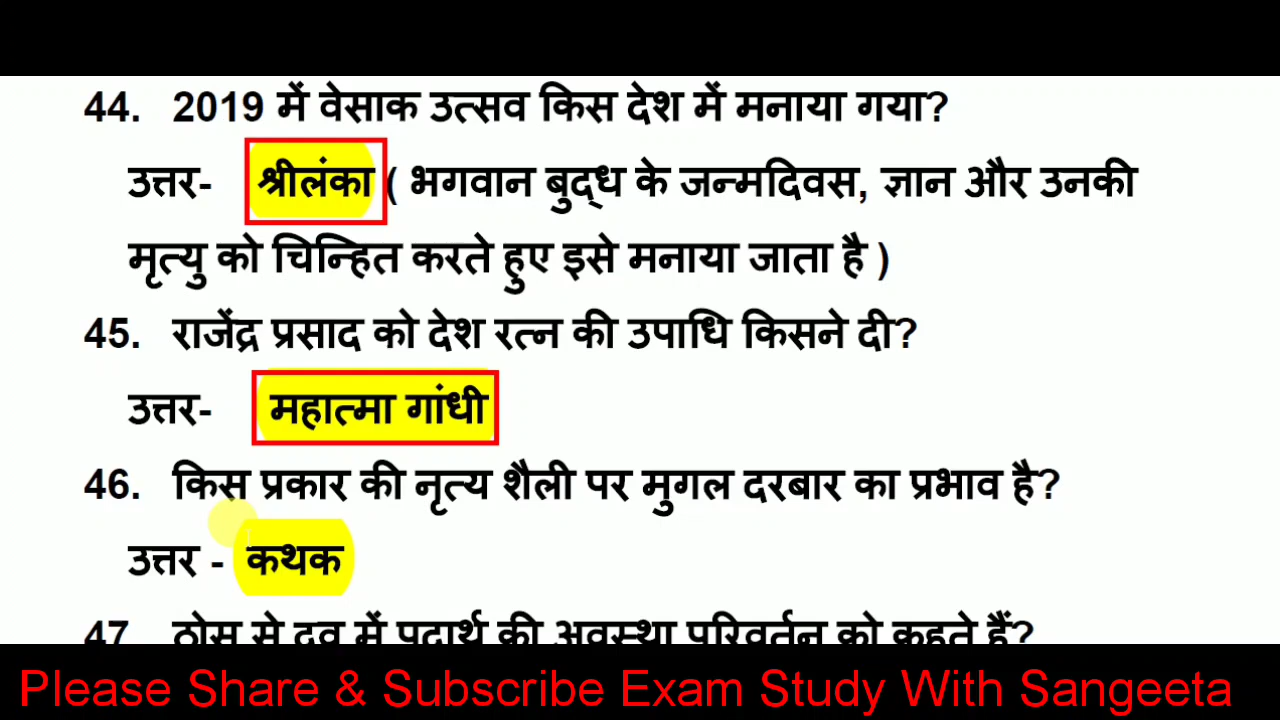 44. 2019 में वेसाक उत्सव किस देश में मनाया गया?
उत्तर- श्रीलंका ( भगवान बुद्ध के जन्मदिवस, ज्ञान और उनकी
मृत्यु को चिन्हित करते हुए इसे मनाया जाता है )
45. राजेंद्र प्रसाद को देश रत्न की उपाधि किसने दी?
उत्तर- महात्मा गांधी
46. किस प्रकार की नृत्य शैली पर मुगल दरबार का प्रभाव है?
उत्तर - कथक
47. ठोस से द्रव में पदार्थ की अवस्था परिवर्तन को कहते हैं?
Please Share & Subscribe Exam Study With Sangeeta